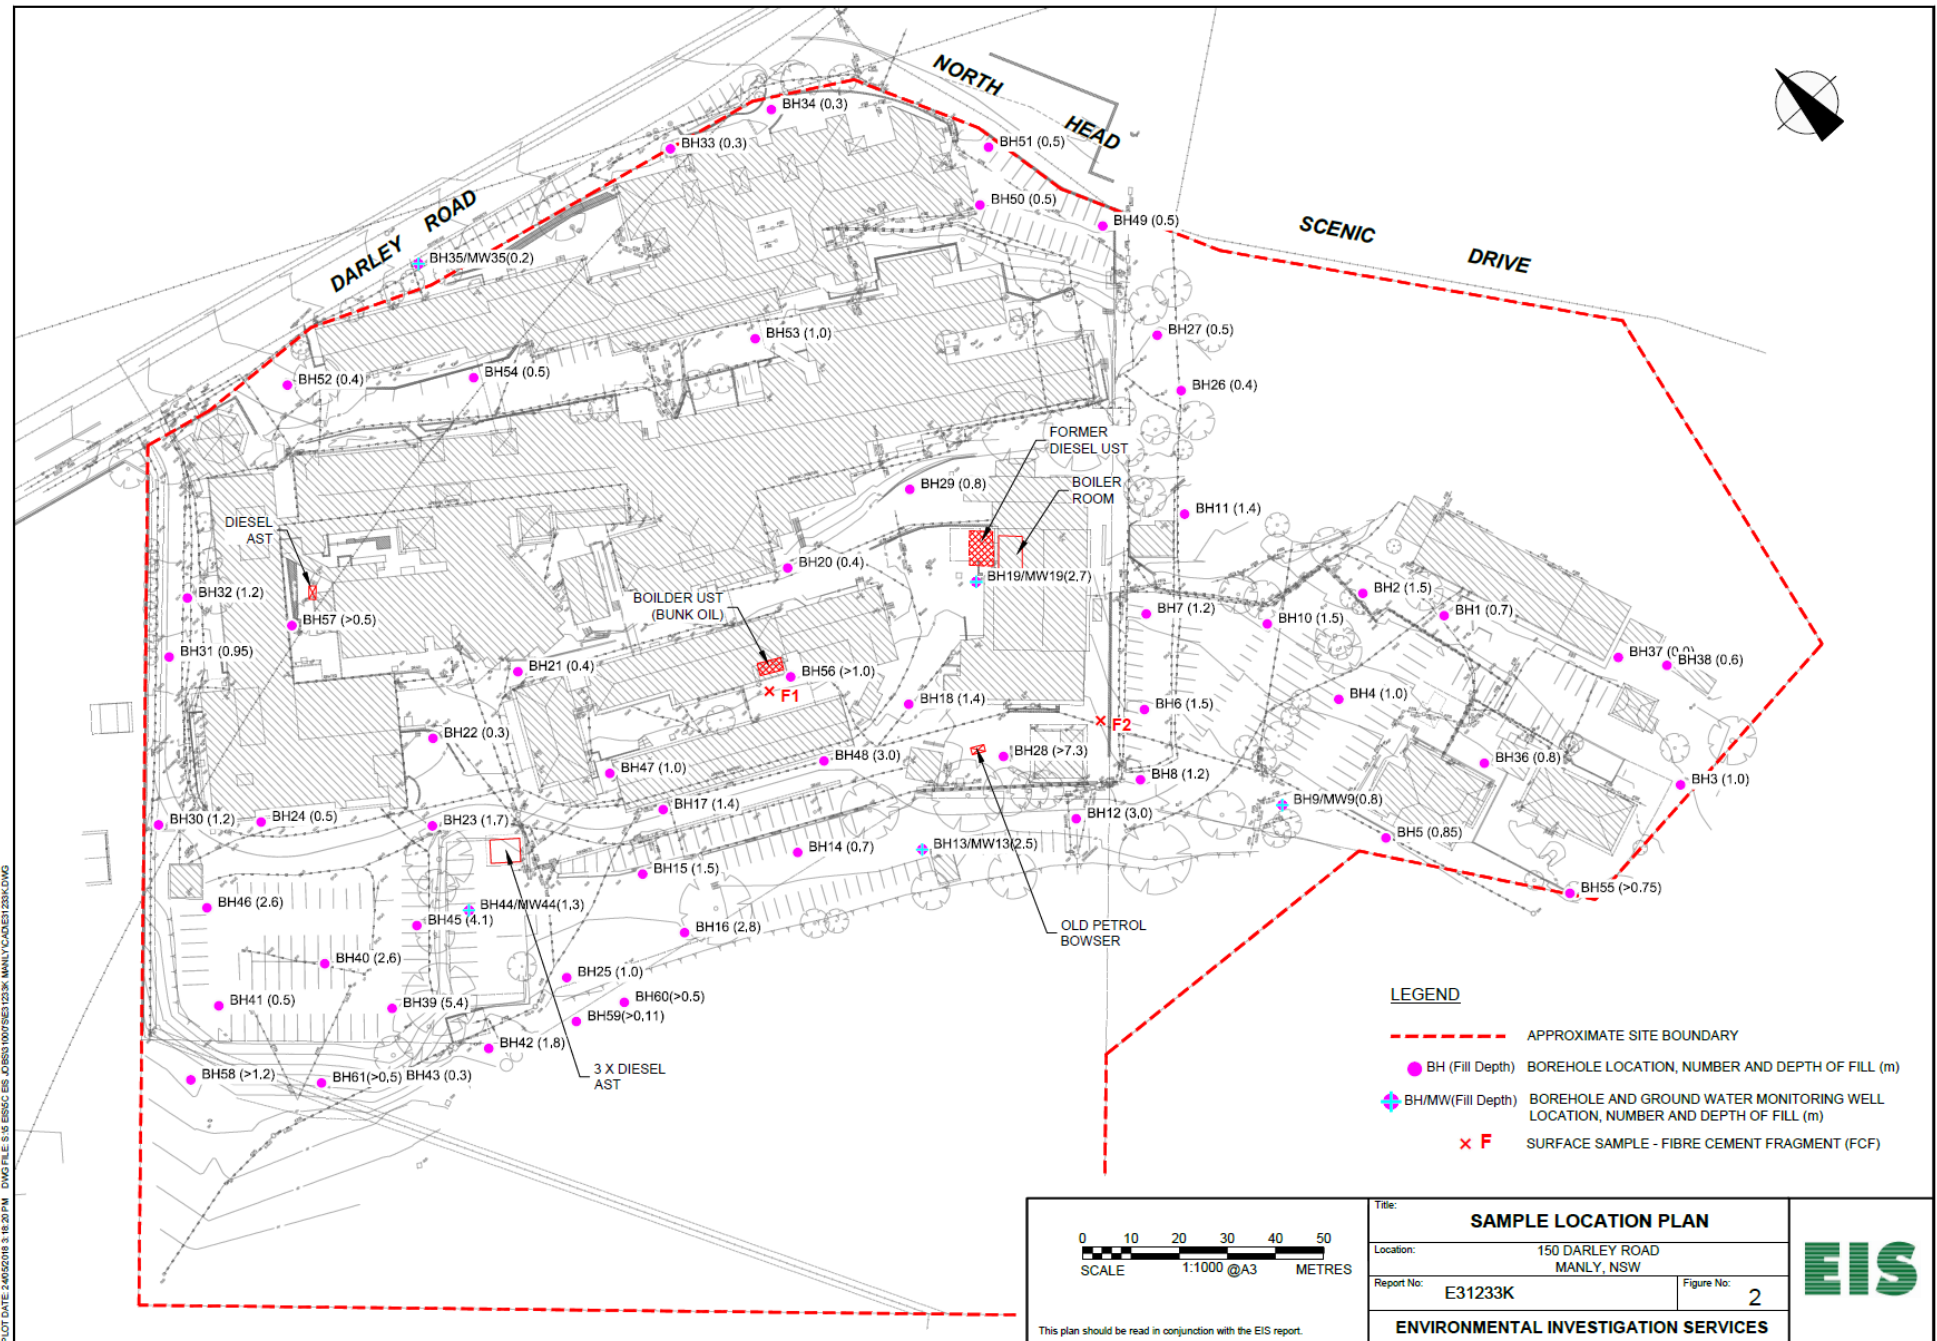 NORTH
HEAD
SCENIC
DRIVE
DARLEY ROAD
BH34 (0.3)
BH33 (0.3)
BH51 (0.5)
BH50 (0.5)
BH49 (0.5)
BH35/MW35(0.2)
BH53 (1.0)
BH27 (0.5)
BH52 (0.4)
BH54 (0.5)
BH26 (0.4)
FORMER
DIESEL UST
BOILER
ROOM
BH29 (0.8)
BH11 (1.4)
DIESEL
AST
BH20 (0.4)
BH19/MW19(2.7)
BH32 (1.2)
BOILDER UST
(BUNK OIL)
BH2 (1.5)
BH1 (0.7)
BH7 (1.2)
BH10 (1.5)
BH57 (>0.5)
BH31 (0.95)
BH21 (0.4)
BH56 (>1.0)
F1
BH37
BH38 (0.6)
BH18 (1.4)
BH6 (1.5)
BH4 (1.0)
F2
BH22 (0.3)
BH47 (1.0)
BH48 (3.0)
BH28 (>7.3)
BH8 (1.2)
BH36 (0.8)
BH3 (1.0)
BH30 (1.2)
BH24 (0.5)
BH23 (1.7)
BH17 (1.4)
BH12 (3.0)
BH9/MW9(0.8)
BH5 (0.85)
BH14 (0.7)
BH13/MW13(2.5)
BH15 (1.5)
BH55 (>0.75)
BH46 (2.6)
BH45 (4.1)
BH44/MW44(1.3)
BH16 (2.8)
OLD PETROL
BOWSER
BH40 (2.6)
BH25 (1.0)
BH41 (0.5)
BH39 (5.4)
BH60(>0.5)
BH59(>0.11)
BH42 (1.8)
3 X DIESEL
AST
BH58 (>1.2)
BH61(>0.5)
BH43 (0.3)
LEGEND
APPROXIMATE SITE BOUNDARY
BH (Fill Depth) BOREHOLE LOCATION, NUMBER AND DEPTH OF FILL (m)
BH/MW(Fill Depth) BOREHOLE AND GROUND WATER MONITORING WELL
LOCATION, NUMBER AND DEPTH OF FILL (m)
F SURFACE SAMPLE - FIBRE CEMENT FRAGMENT (FCF)
0 10 20 30 40 50
SCALE 1:1000 @A3 METRES
This plan should be read in conjunction with the EIS report.
Title:
SAMPLE LOCATION PLAN
Location: 150 DARLEY ROAD
MANLY, NSW
Report No: E31233K
Figure No: 2
ENVIRONMENTAL INVESTIGATION SERVICES
EIS
PLOT DATE: 24/05/2018 3:18:20 PM